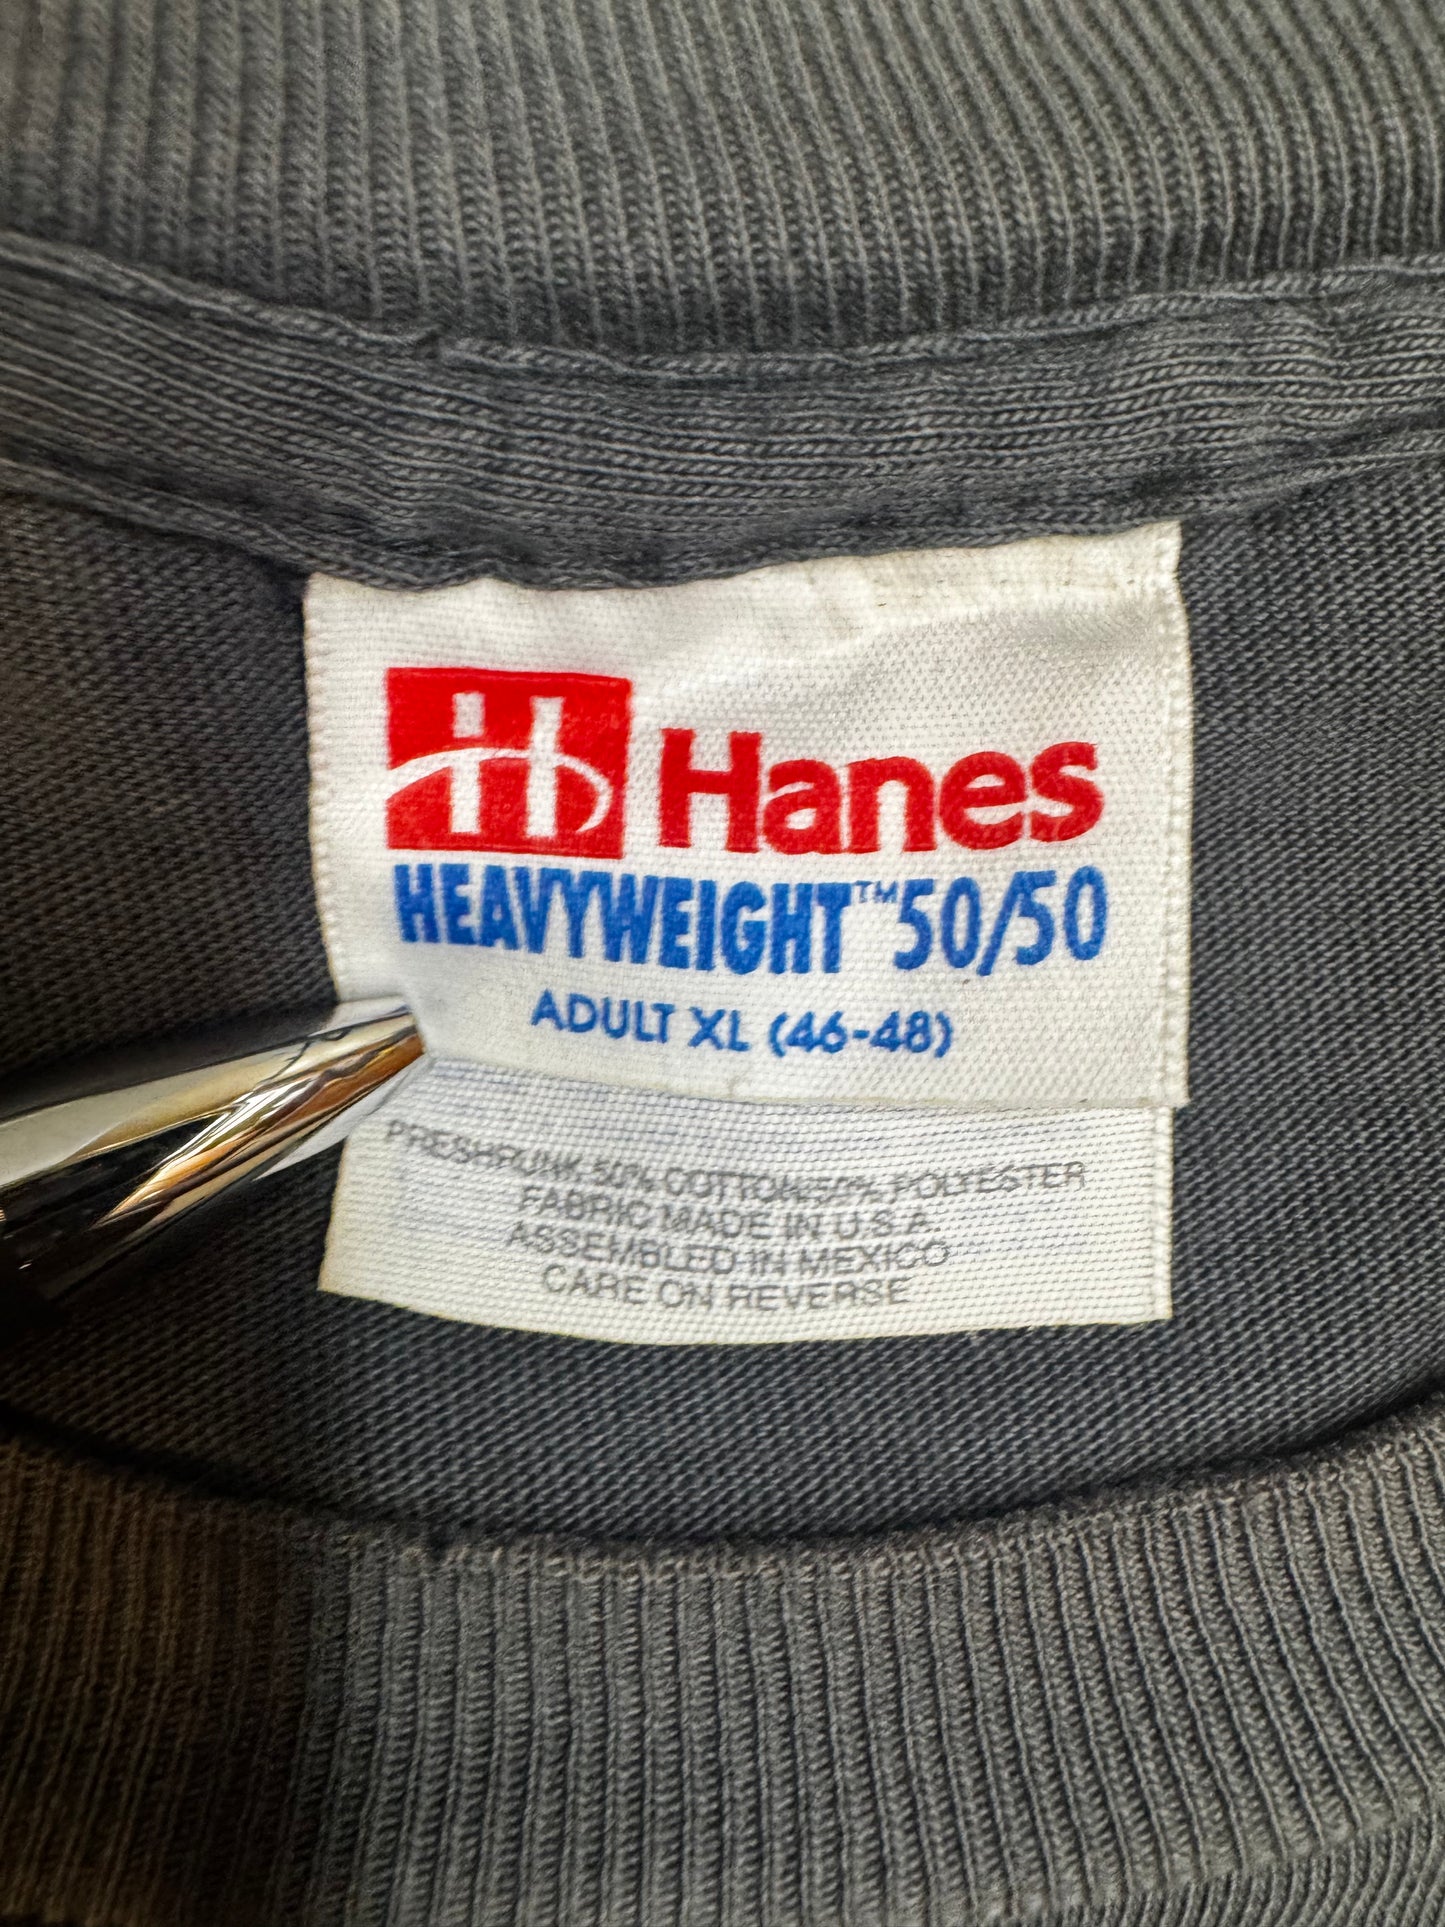 H Hanes
HEAVYWEIGHT™ 50/50
ADULT XL (46-48)
PRESHRUNK 50% COTTON 50% POLYESTER
FABRIC MADE IN U.S.A.
ASSEMBLED IN MEXICO
CARE ON REVERSE